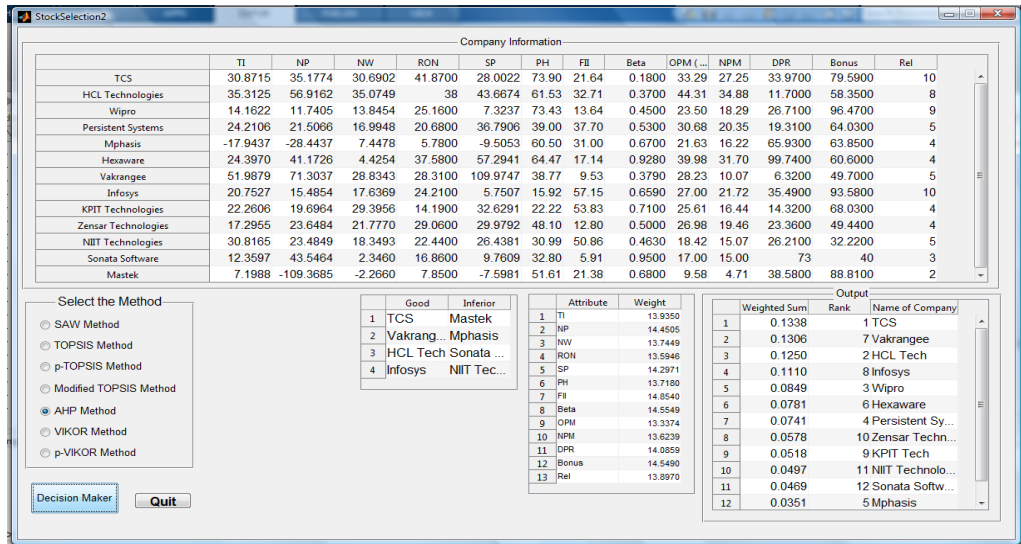 StockSelection2
Company Information
TI NP NW RON SP PH FII Beta OPM ( ... NPM DPR Bonus Rel
TCS 30.8715 35.1774 30.6902 41.8700 28.0022 73.90 21.64 0.1800 33.29 27.25 33.9700 79.5900 10
HCL Technologies 35.3125 56.9162 35.0749 38 43.6674 61.53 32.71 0.3700 44.31 34.88 11.7000 58.3500 8
Wipro 14.1622 11.7405 13.8454 25.1600 7.3237 73.43 13.64 0.4500 23.50 18.29 26.7100 96.4700 9
Persistent Systems 24.2106 21.5066 16.9948 20.6800 36.7906 39.00 37.70 0.5300 30.68 20.35 19.3100 64.0300 5
Mphasis -17.9437 -28.4437 7.4478 5.7800 -9.5053 60.50 31.00 0.6700 21.63 16.22 65.9300 63.8500 4
Hexaware 24.3970 41.1726 4.4254 37.5800 57.2941 64.47 17.14 0.9280 39.98 31.70 99.7400 60.6000 4
Vakrangee 51.9879 71.3037 28.8343 28.3100 109.9747 38.77 9.53 0.3790 28.23 10.07 6.3200 49.7000 5
Infosys 20.7527 15.4854 17.6369 24.2100 5.7507 15.92 57.15 0.6590 27.00 21.72 35.4900 93.5800 10
KPIT Technologies 22.2606 19.6964 29.3956 14.1900 32.6291 22.22 53.83 0.7100 25.61 16.44 14.3200 68.0300 4
Zensar Technologies 17.2955 23.6484 21.7770 29.0600 29.9792 48.10 12.80 0.5000 26.98 19.46 23.3600 49.4400 4
NIIT Technologies 30.8165 23.4849 18.3493 22.4400 26.4381 30.99 50.86 0.4630 18.42 15.07 26.2100 32.2200 5
Sonata Software 12.3597 43.5464 2.3460 16.8600 9.7609 32.80 5.91 0.9500 17.00 15.00 73 40 3
Mastek 7.1988 -109.3685 -2.2660 7.8500 -7.5981 51.61 21.38 0.6800 9.58 4.71 38.5800 88.8100 2
Select the Method
SAW Method
TOPSIS Method
p-TOPSIS Method
Modified TOPSIS Method
AHP Method
VIKOR Method
p-VIKOR Method
Decision Maker
Quit
Good Inferior
1 TCS Mastek
2 Vakrang... Mphasis
3 HCL Tech Sonata ...
4 Infosys NIIT Tec...
Attribute Weight
1 TI 13.9350
2 NP 14.4505
3 NW 13.7449
4 RON 13.5946
5 SP 14.2971
6 PH 13.7180
7 FII 14.8540
8 Beta 14.5549
9 OPM 13.3374
10 NPM 13.6239
11 DPR 14.0859
12 Bonus 14.5490
13 Rel 13.8970
Output
Weighted Sum Rank Name of Company
1 0.1338 1 TCS
2 0.1306 7 Vakrangee
3 0.1250 2 HCL Tech
4 0.1110 8 Infosys
5 0.0849 3 Wipro
6 0.0781 6 Hexaware
7 0.0741 4 Persistent Sy...
8 0.0578 10 Zensar Techn...
9 0.0518 9 KPIT Tech
10 0.0497 11 NIIT Technolo...
11 0.0469 12 Sonata Softw...
12 0.0351 5 Mphasis